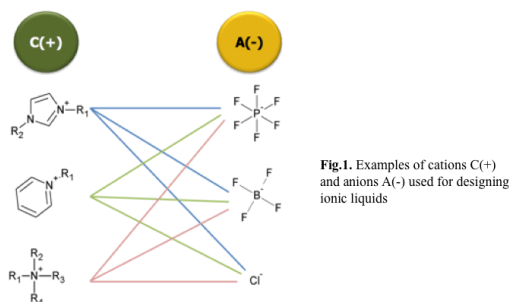 C(+)
A(-)
N
N+
R1
R2
F
F
F
P-
F
F
F
N+
R1
F
F
B-
F
F
R2
R1
N+
R3
Cl-
Fig.1. Examples of cations C(+)
and anions A(-) used for designing
ionic liquids